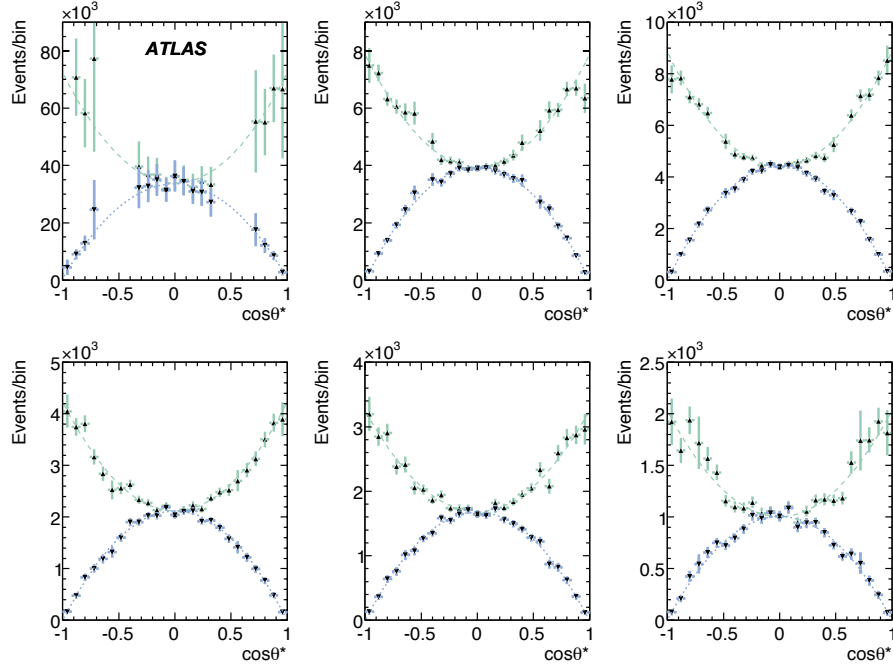 ×10³ ×10³ ×10³
ATLAS
Events/bin Events/bin Events/bin
80 8 10
60 6 8
40 4 6
20 2 4
2
0 0 0
-1 -0.5 0 0.5 1 -1 -0.5 0 0.5 1 -1 -0.5 0 0.5 1
cosθ* cosθ* cosθ*
×10³ ×10³ ×10³
Events/bin Events/bin Events/bin
5 4 2.5
4 3 2
3 2 1.5
2 1 1
1 0.5
0 0 0
-1 -0.5 0 0.5 1 -1 -0.5 0 0.5 1 -1 -0.5 0 0.5 1
cosθ* cosθ* cosθ*